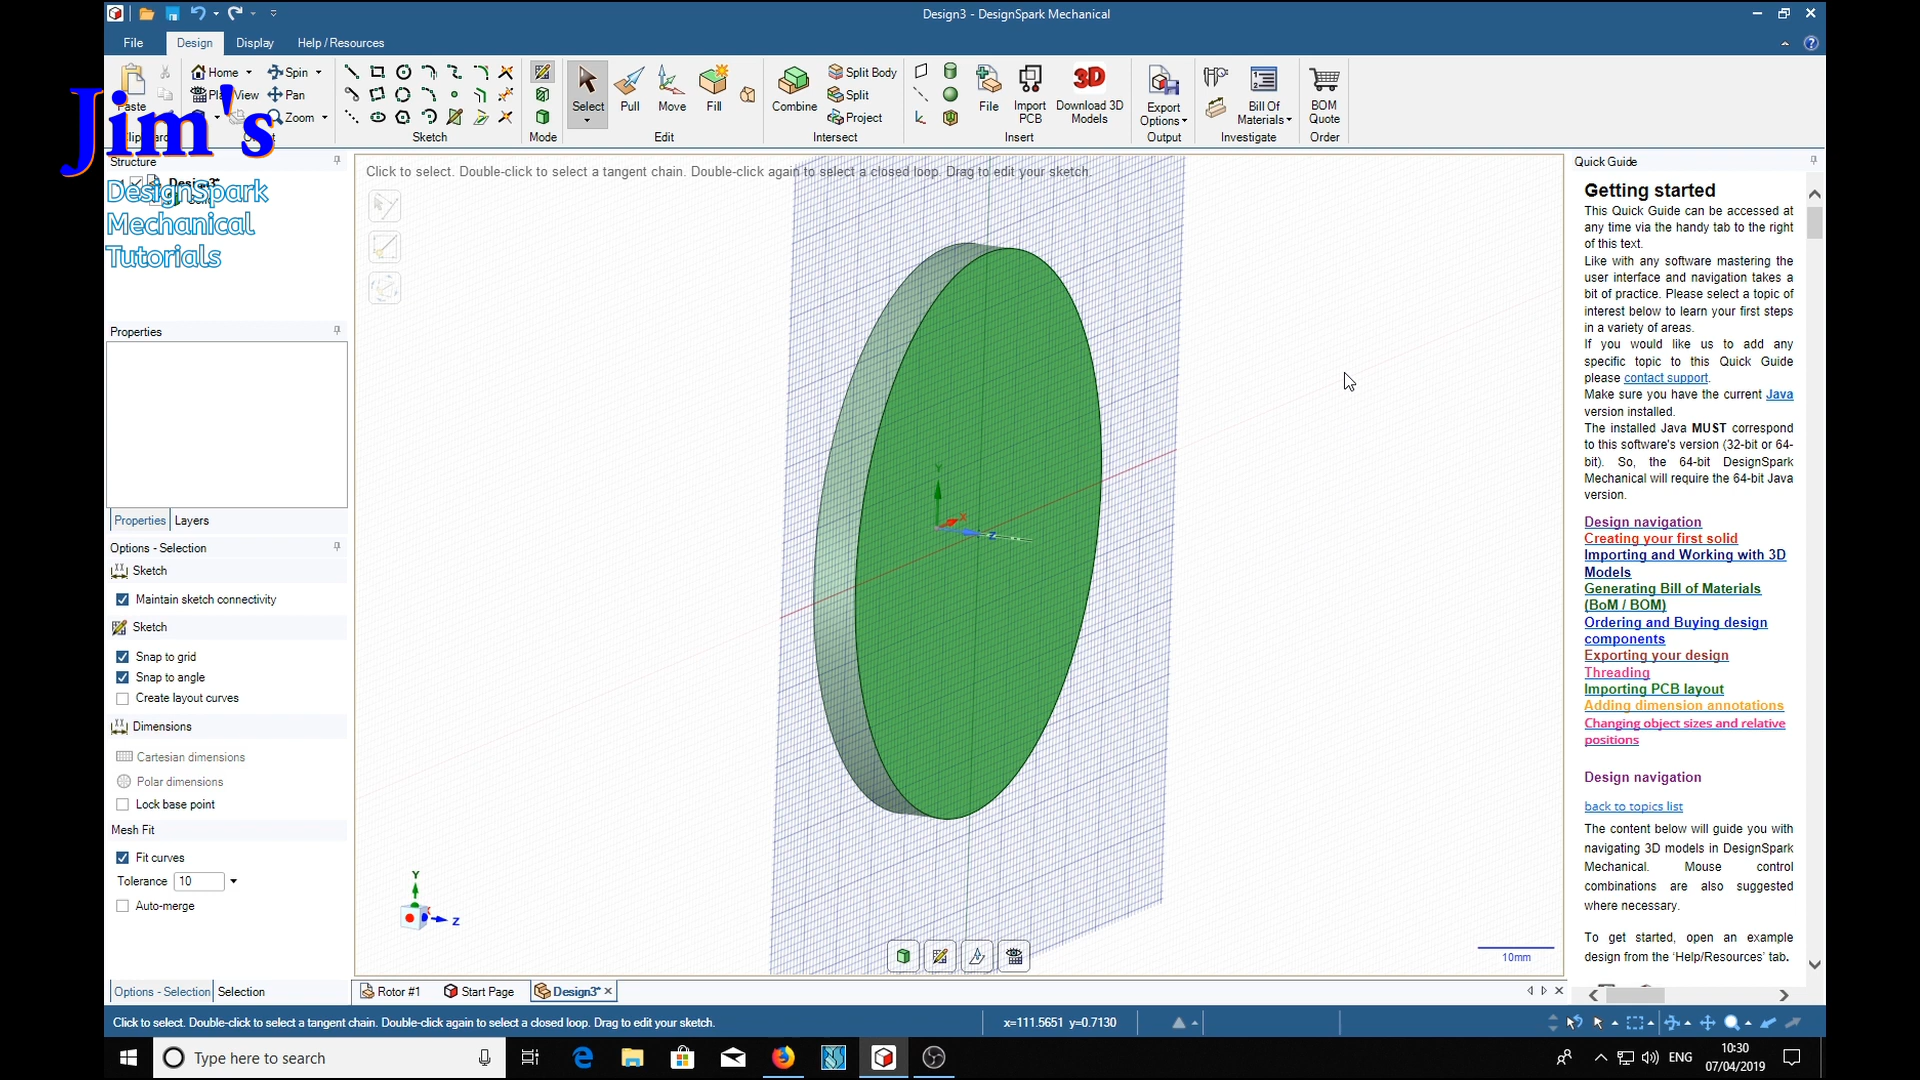 Design3 - DesignSpark Mechanical
File
Design
Display
Help / Resources
Paste
Home
Spin
Pan
Zoom
Sketch
Mode
Select
Pull
Move
Fill
Edit
Combine
Split Body
Split
Project
Intersect
File
Import
PCB
3D
Download 3D
Models
Insert
Export
Options
Output
Bill Of
Materials
Investigate
BOM
Quote
Order
Jim's
DesignSpark
Mechanical
Tutorials
Structure
Design3*
Properties
Properties
Layers
Options - Selection
Sketch
Maintain sketch connectivity
Sketch
Snap to grid
Snap to angle
Create layout curves
Dimensions
Cartesian dimensions
Polar dimensions
Lock base point
Mesh Fit
Fit curves
Tolerance 10
Auto-merge
Options - Selection
Selection
Click to select. Double-click to select a tangent chain. Double-click again to select a closed loop. Drag to edit your sketch.
Y
X
Z
Y
Z
10mm
Rotor #1
Start Page
Design3*
Quick Guide
Getting started
This Quick Guide can be accessed at
any time via the handy tab to the right
of this text.
Like with any software mastering the
user interface and navigation takes a
bit of practice. Please select a topic of
interest below to learn your first steps
in a variety of areas.
If you would like us to add any
specific topic to this Quick Guide
please contact support.
Make sure you have the current Java
version installed.
The installed Java MUST correspond
to this software's version (32-bit or 64-
bit). So, the 64-bit DesignSpark
Mechanical will require the 64-bit Java
version.
Design navigation
Creating your first solid
Importing and Working with 3D
Models
Generating Bill of Materials
(BoM / BOM)
Ordering and Buying design
components
Exporting your design
Threading
Importing PCB layout
Adding dimension annotations
Changing object sizes and relative
positions
Design navigation
back to topics list
The content below will guide you with
navigating 3D models in DesignSpark
Mechanical. Mouse control
combinations are also suggested
where necessary.
To get started, open an example
design from the 'Help/Resources' tab.
Click to select. Double-click to select a tangent chain. Double-click again to select a closed loop. Drag to edit your sketch.
x=111.5651 y=0.7130
Type here to search
ENG
10:30
07/04/2019